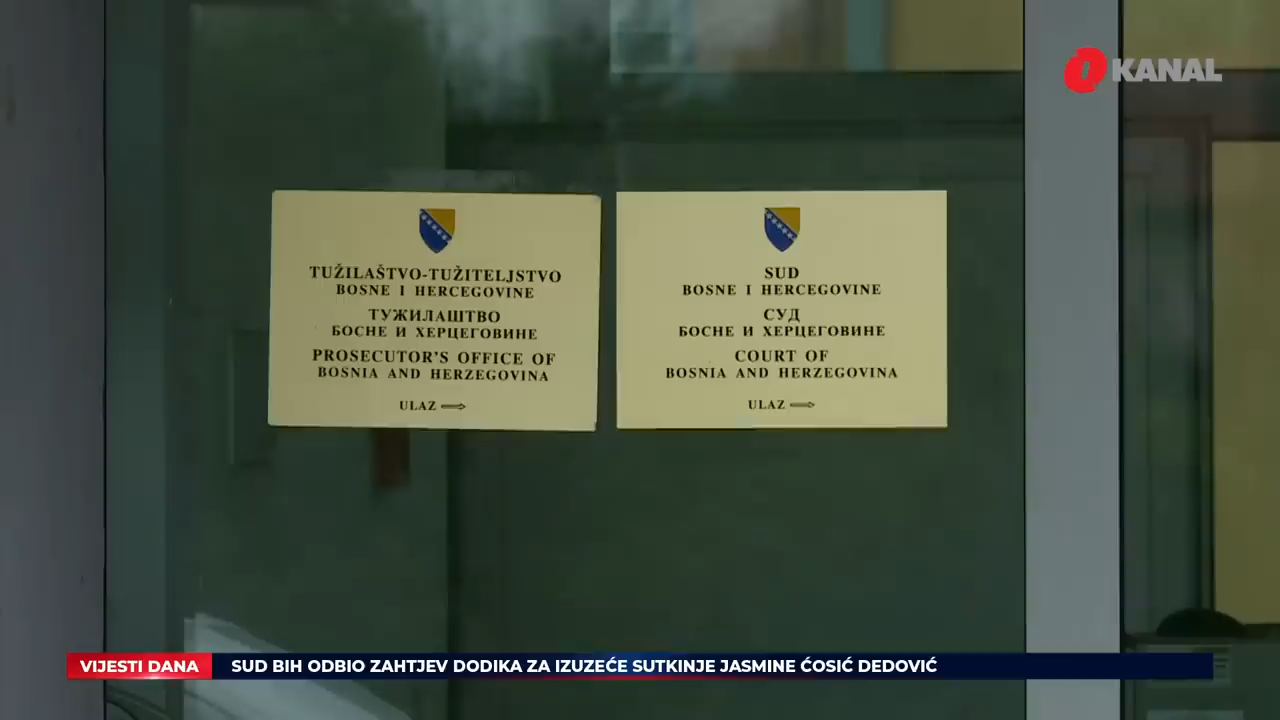 O KANAL
TUŽILAŠTVO-TUŽITELJSTVO
BOSNE I HERCEGOVINE
ТУЖИЛАШТВО
БОСНЕ И ХЕРЦЕГОВИНЕ
PROSECUTOR'S OFFICE OF
BOSNIA AND HERZEGOVINA
ULAZ
SUD
BOSNE I HERCEGOVINE
СУД
БОСНЕ И ХЕРЦЕГОВИНЕ
COURT OF
BOSNIA AND HERZEGOVINA
ULAZ
VIJESTI DANA
SUD BIH ODBIO ZAHTJEV DODIKA ZA IZUZEĆE SUTKINJE JASMINE ĆOSIĆ DEDOVIĆ